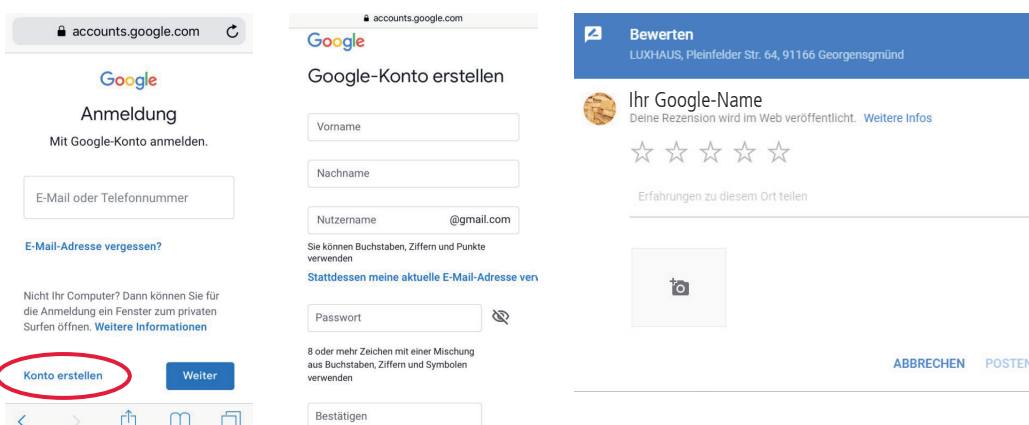 accounts.google.com
Google
Anmeldung
Mit Google-Konto anmelden.
E-Mail oder Telefonnummer
E-Mail-Adresse vergessen?
Nicht Ihr Computer? Dann können Sie für
die Anmeldung ein Fenster zum privaten
Surfen öffnen. Weitere Informationen
Konto erstellen
Weiter
accounts.google.com
Google
Google-Konto erstellen
Vorname
Nachname
Nutzername @gmail.com
Sie können Buchstaben, Ziffern und Punkte
verwenden
Stattdessen meine aktuelle E-Mail-Adresse verv
Passwort
8 oder mehr Zeichen mit einer Mischung
aus Buchstaben, Ziffern und Symbolen
verwenden
Bestätigen
Bewerten
LUXHAUS, Pleinfelder Str. 64, 91166 Georgensgmünd
Ihr Google-Name
Deine Rezension wird im Web veröffentlicht. Weitere Infos
Erfahrungen zu diesem Ort teilen
ABBRECHEN POSTEN